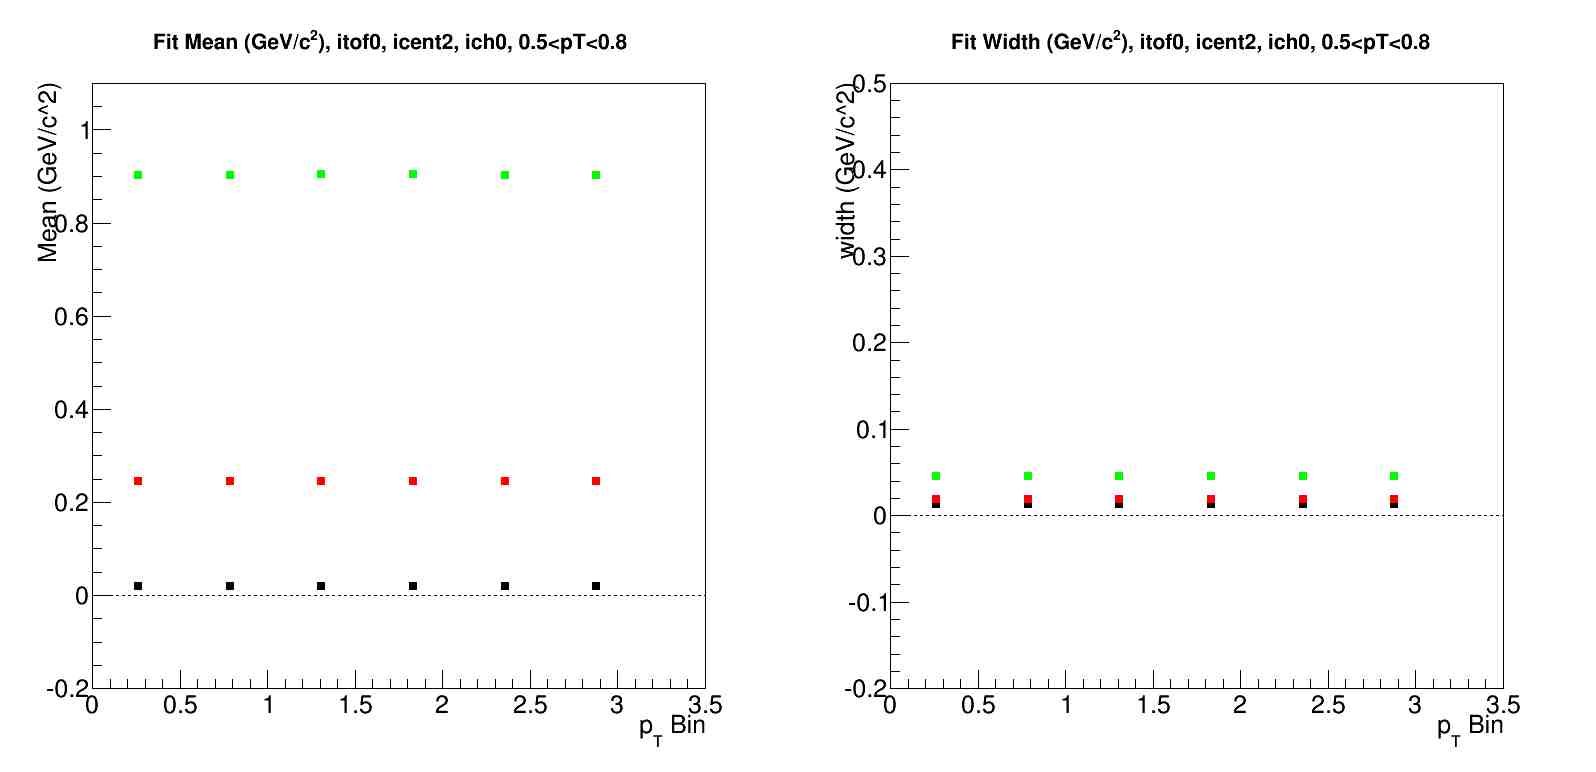 Fit Mean (GeV/c²), itof0, icent2, ich0, 0.5<pT<0.8
Mean (GeV/c^2)
1
0.8
0.6
0.4
0.2
0
-0.2
0 0.5 1 1.5 2 2.5 3 3.5
p_T Bin
Fit Width (GeV/c²), itof0, icent2, ich0, 0.5<pT<0.8
width (GeV/c^2)
0.5
0.4
0.3
0.2
0.1
0
-0.1
-0.2
0 0.5 1 1.5 2 2.5 3 3.5
p_T Bin